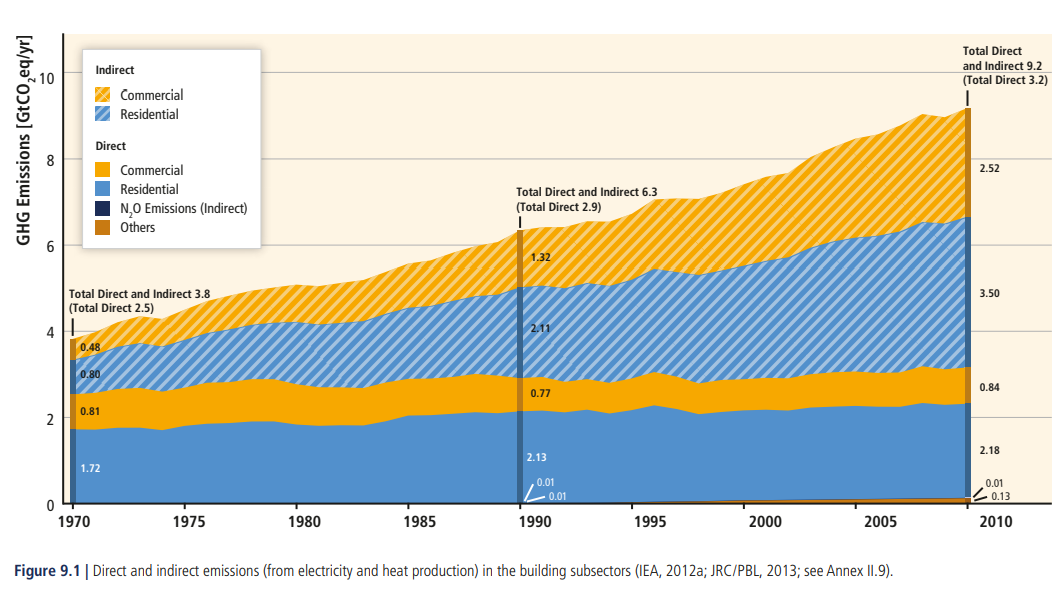 GHG Emissions [GtCO2eq/yr]
10
8
6
4
2
0
Indirect
Commercial
Residential
Direct
Commercial
Residential
N2O Emissions (Indirect)
Others
Total Direct and Indirect 3.8
(Total Direct 2.5)
0.48
0.80
0.81
1.72
Total Direct and Indirect 6.3
(Total Direct 2.9)
1.32
2.11
0.77
2.13
0.01
0.01
Total Direct
and Indirect 9.2
(Total Direct 3.2)
2.52
3.50
0.84
2.18
0.01
0.13
1970 1975 1980 1985 1990 1995 2000 2005 2010
Figure 9.1 | Direct and indirect emissions (from electricity and heat production) in the building subsectors (IEA, 2012a; JRC/PBL, 2013; see Annex II.9).